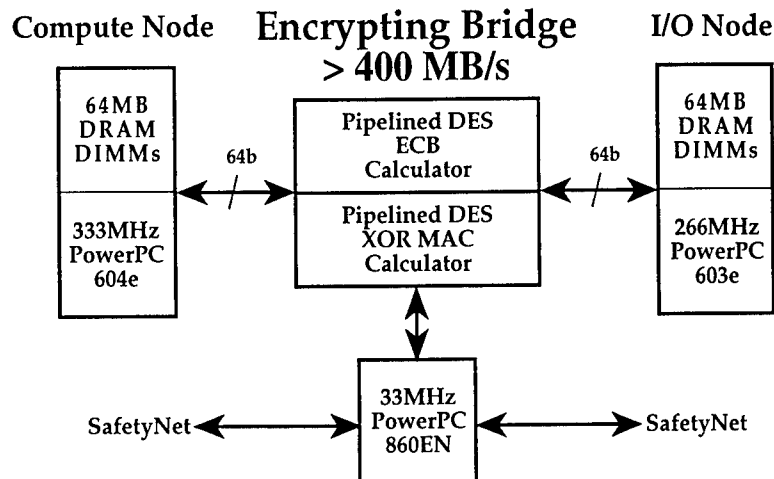 Compute Node
Encrypting Bridge
> 400 MB/s
I/O Node
64MB
DRAM
DIMMs
333MHz
PowerPC
604e
64b
Pipelined DES
ECB
Calculator
Pipelined DES
XOR MAC
Calculator
64b
64MB
DRAM
DIMMs
266MHz
PowerPC
603e
SafetyNet
33MHz
PowerPC
860EN
SafetyNet